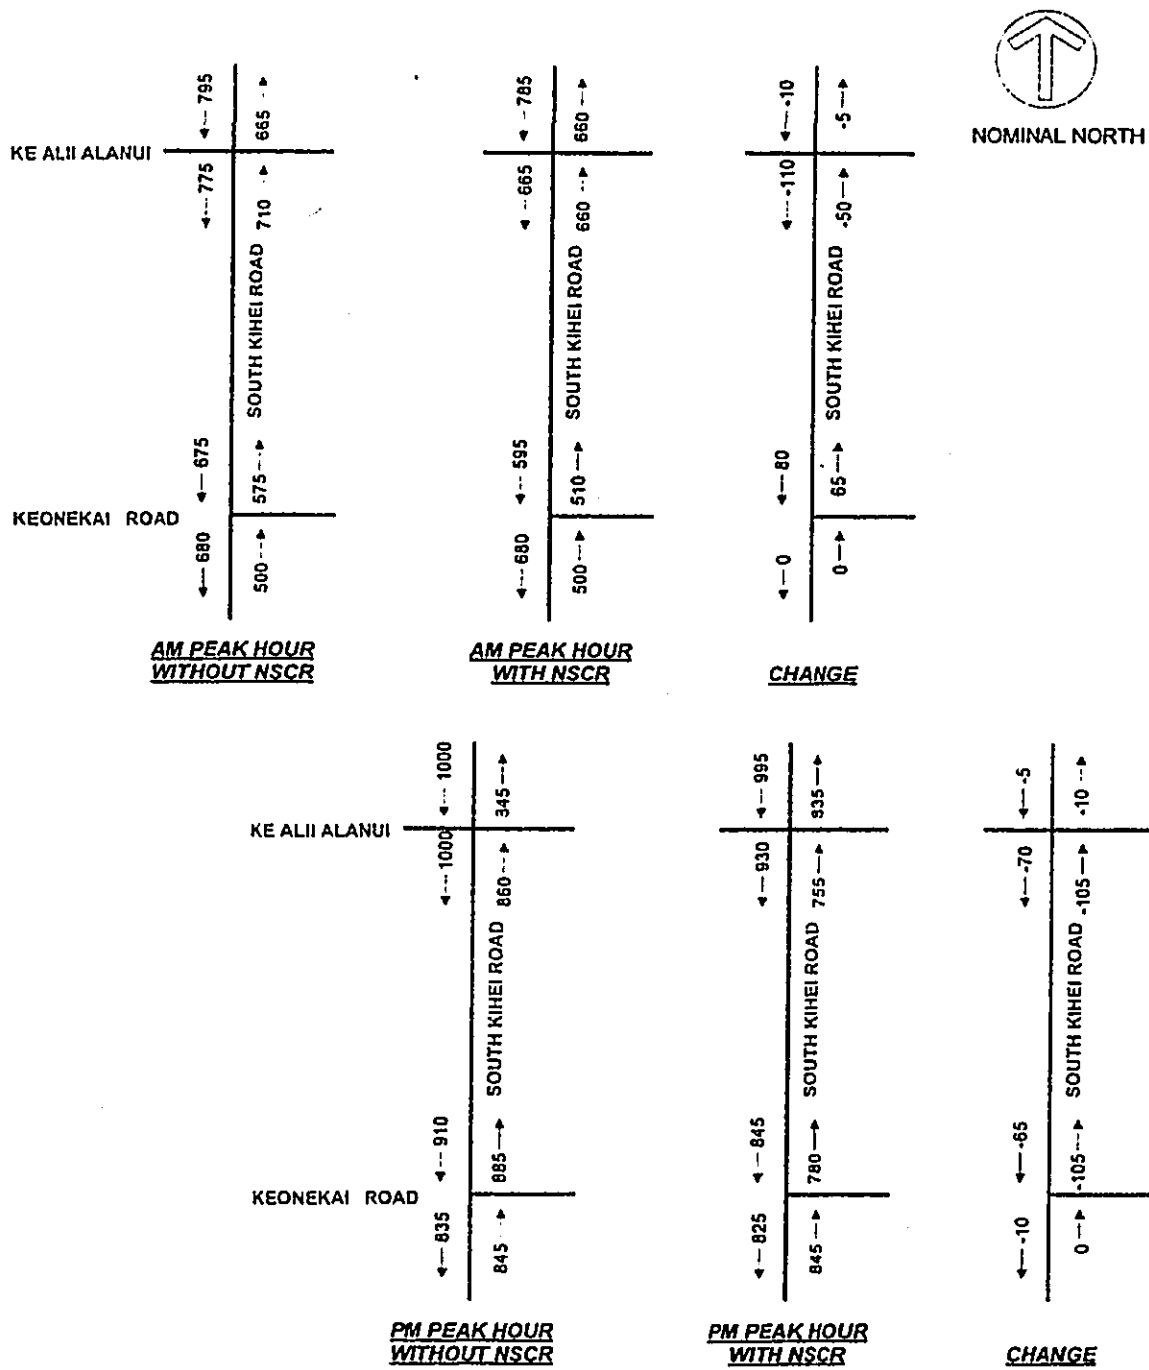 NOMINAL NORTH
KE ALII ALANUI
795
665
775
710
SOUTH KIHEI ROAD
675
575
KEONEKAI ROAD
680
500
AM PEAK HOUR
WITHOUT NSCR
785
660
665
660
SOUTH KIHEI ROAD
595
510
680
500
AM PEAK HOUR
WITH NSCR
-10
-5
-110
-50
SOUTH KIHEI ROAD
80
65
0
0
CHANGE
KE ALII ALANUI
1000
845
1000
860
SOUTH KIHEI ROAD
910
885
KEONEKAI ROAD
835
845
PM PEAK HOUR
WITHOUT NSCR
995
835
930
755
SOUTH KIHEI ROAD
845
780
825
845
PM PEAK HOUR
WITH NSCR
-5
-10
-70
-105
SOUTH KIHEI ROAD
-65
-105
-10
0
CHANGE